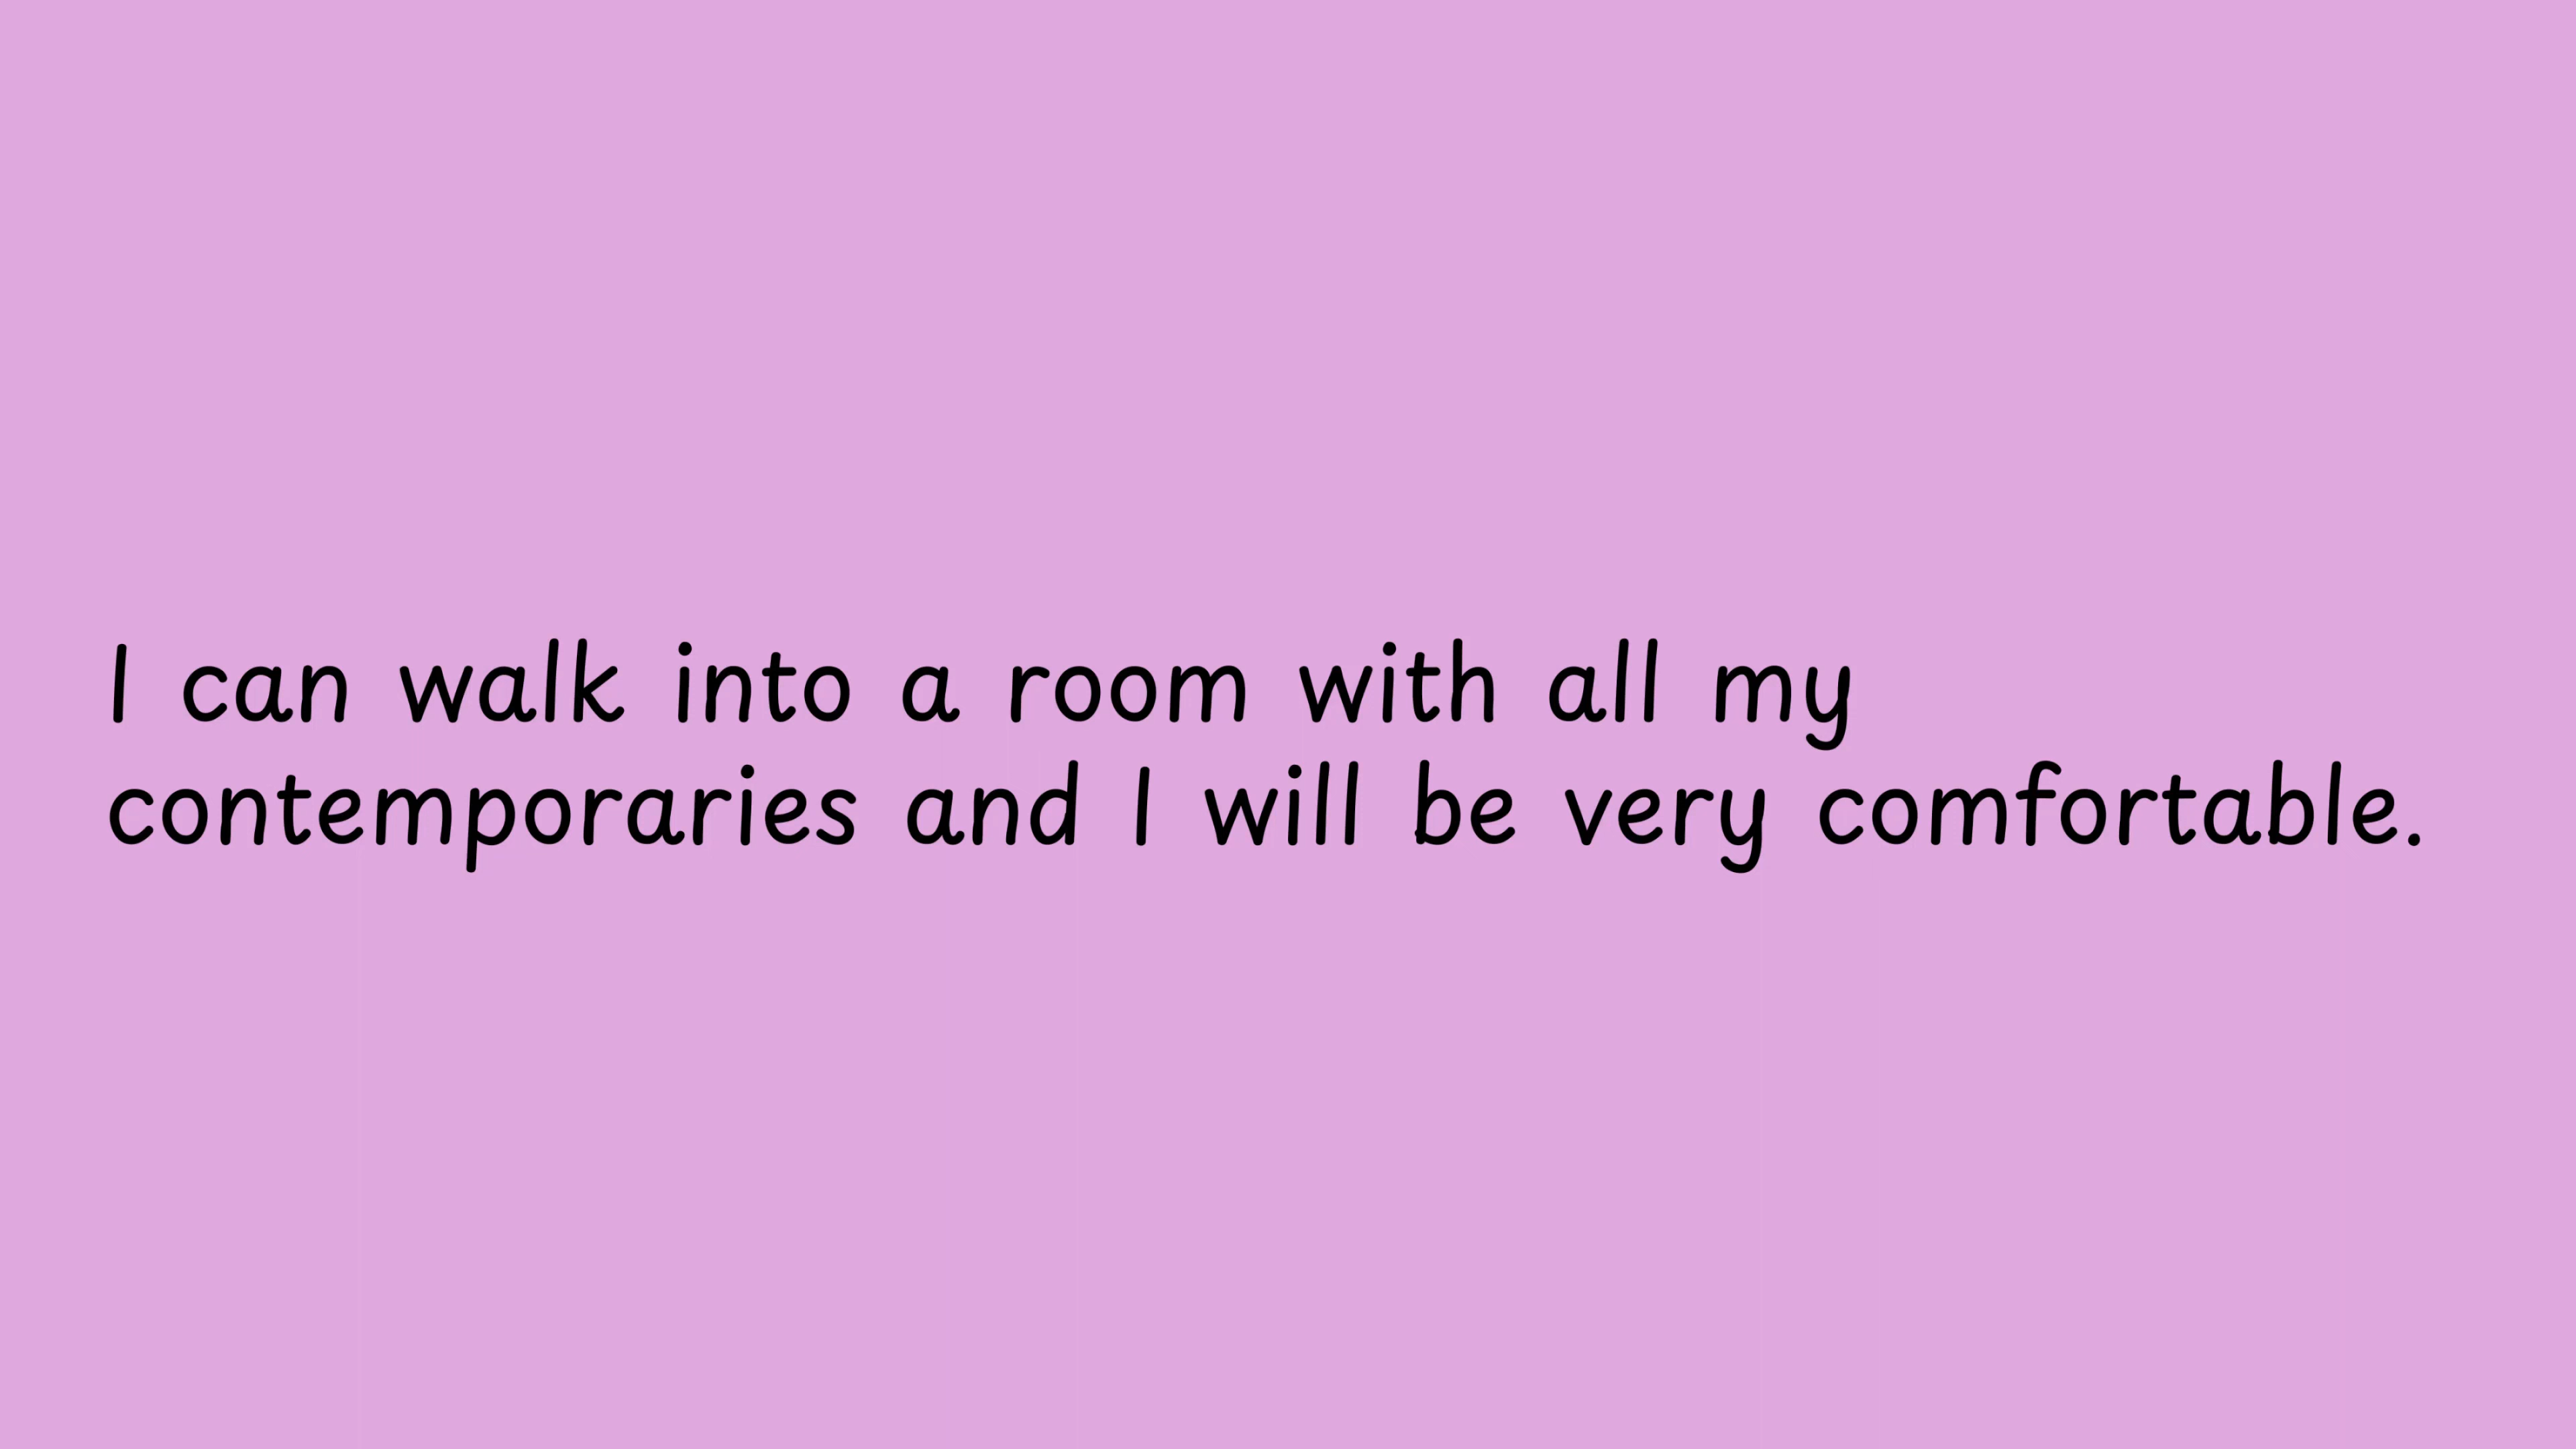 I can walk into a room with all my
contemporaries and I will be very comfortable.